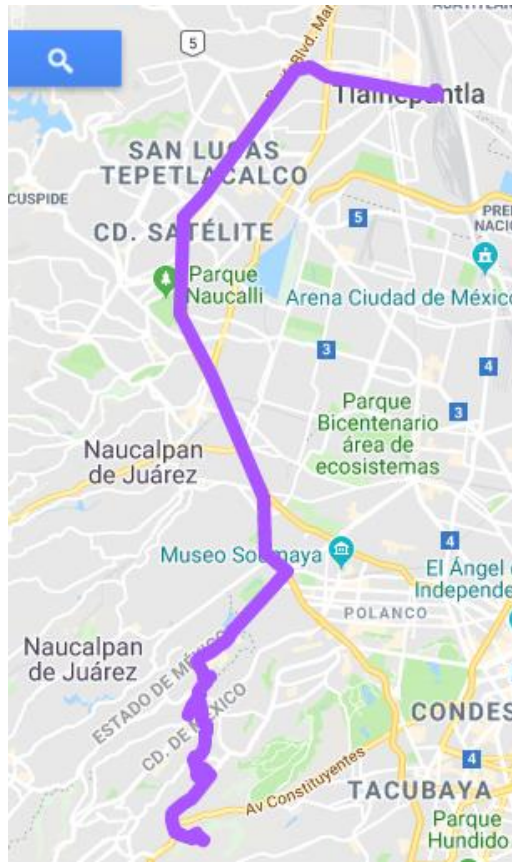 5
Blvd. Ma
Tlalnepantla
SAN LUCAS
TEPETLACALCO
CUSPIDE
5
NACIO
CD. SATÉLITE
Parque
Naucalli
Arena Ciudad de México
3
4
Parque
Bicentenario
área de
ecosistemas
3
Naucalpan
de Juárez
4
Museo Soumaya
El Ángel
Independe
POLANCO
Naucalpan
de Juárez
ESTADO DE MÉXICO
CD. DE MÉXICO
CONDES
4
Av Constituyentes
TACUBAYA
Parque
Hundido